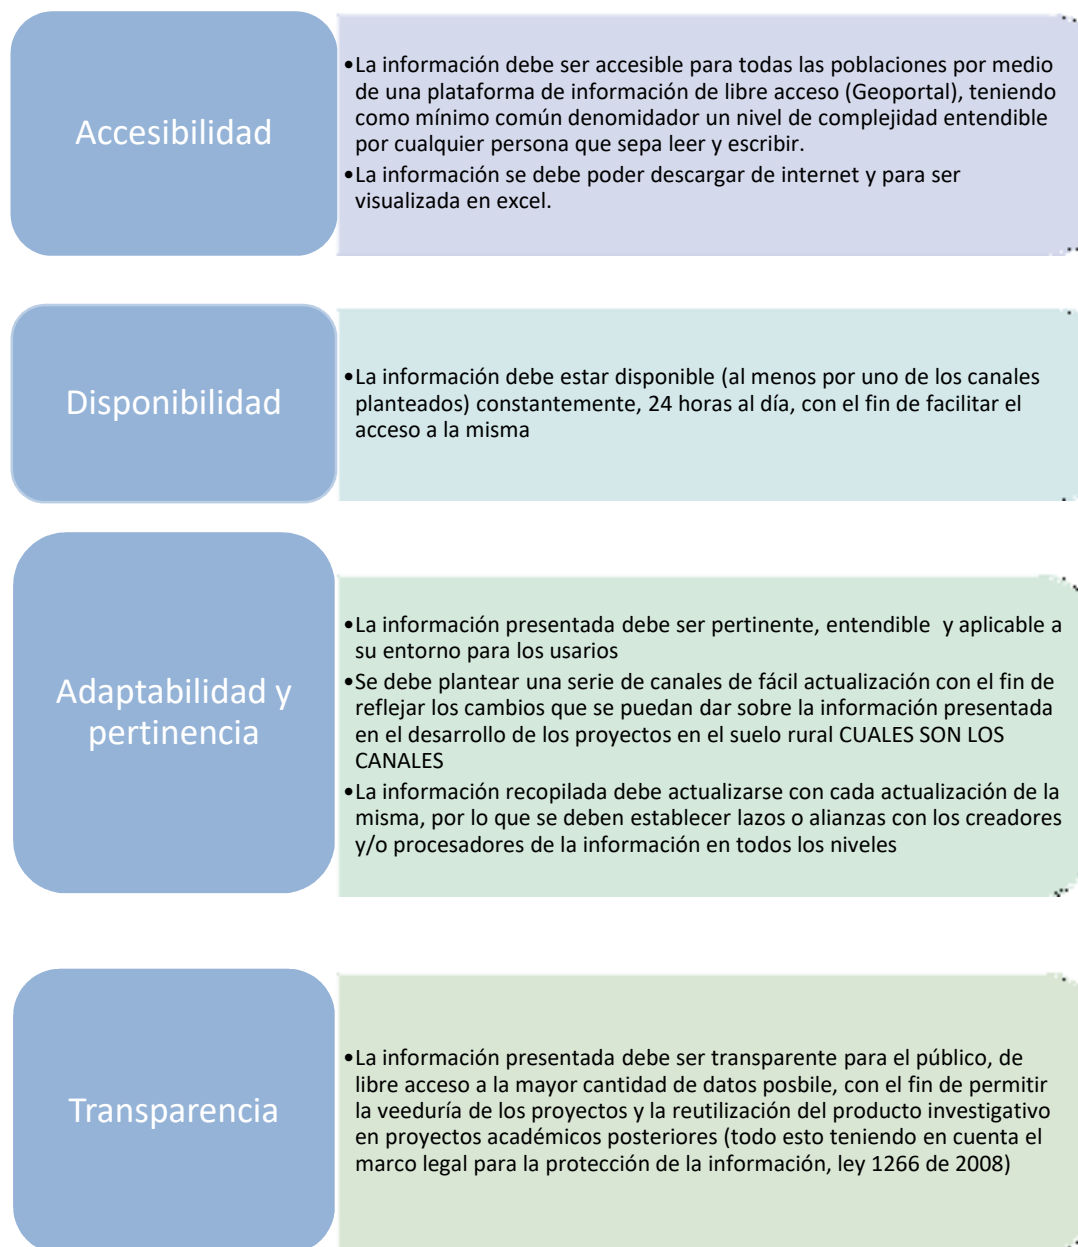 Accesibilidad
•La información debe ser accesible para todas las poblaciones por medio
de una plataforma de información de libre acceso (Geoportal), teniendo
como mínimo común denomidador un nivel de complejidad entendible
por cualquier persona que sepa leer y escribir.
•La información se debe poder descargar de internet y para ser
visualizada en excel.
Disponibilidad
•La información debe estar disponible (al menos por uno de los canales
planteados) constantemente, 24 horas al día, con el fin de facilitar el
acceso a la misma
Adaptabilidad y
pertinencia
•La información presentada debe ser pertinente, entendible  y aplicable a
su entorno para los usarios
•Se debe plantear una serie de canales de fácil actualización con el fin de
reflejar los cambios que se puedan dar sobre la información presentada
en el desarrollo de los proyectos en el suelo rural CUALES SON LOS
CANALES
•La información recopilada debe actualizarse con cada actualización de la
misma, por lo que se deben establecer lazos o alianzas con los creadores
y/o procesadores de la información en todos los niveles
Transparencia
•La información presentada debe ser transparente para el público, de
libre acceso a la mayor cantidad de datos posbile, con el fin de permitir
la veeduría de los proyectos y la reutilización del producto investigativo
en proyectos académicos posteriores (todo esto teniendo en cuenta el
marco legal para la protección de la información, ley 1266 de 2008)